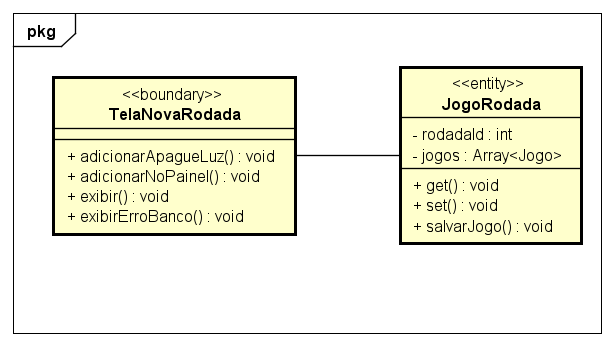 pkg
<<boundary>>
TelaNovaRodada
+ adicionarApagueLuz() : void
+ adicionarNoPainel() : void
+ exibir() : void
+ exibirErroBanco() : void
<<entity>>
JogoRodada
- rodadaId : int
- jogos : Array<Jogo>
+ get() : void
+ set() : void
+ salvarJogo() : void